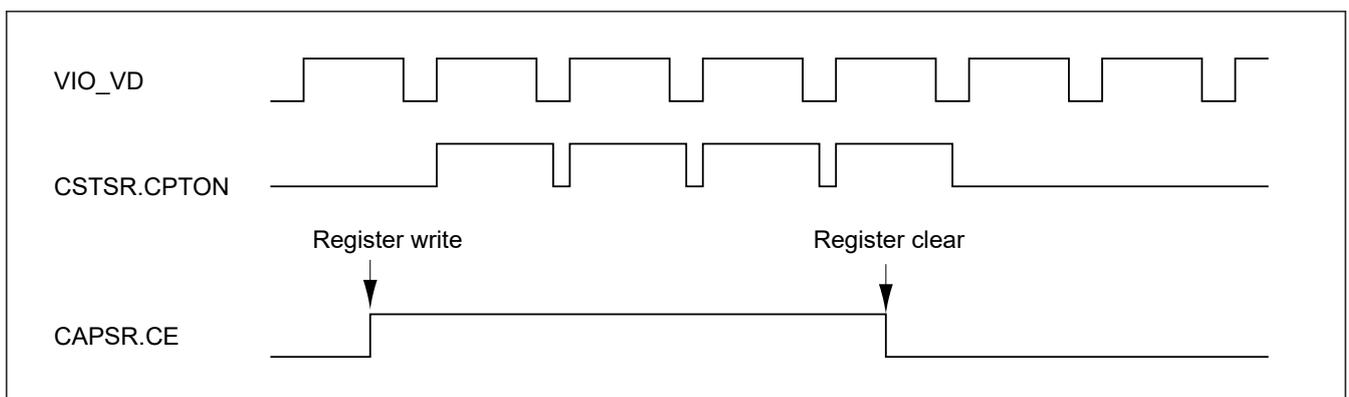 VIO_VD
CSTSR.CPTON
Register write
Register clear
CAPSR.CE